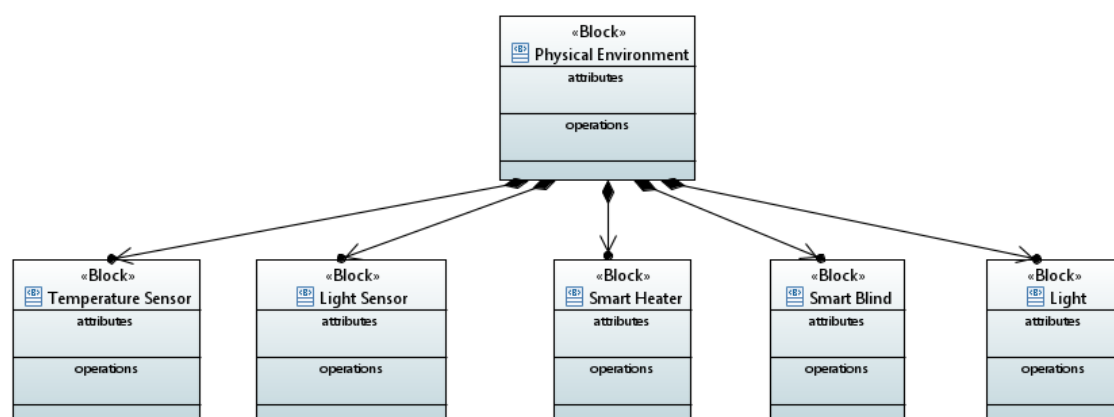 «Block»
Physical Environment
attributes
operations
«Block»
Temperature Sensor
attributes
operations
«Block»
Light Sensor
attributes
operations
«Block»
Smart Heater
attributes
operations
«Block»
Smart Blind
attributes
operations
«Block»
Light
attributes
operations